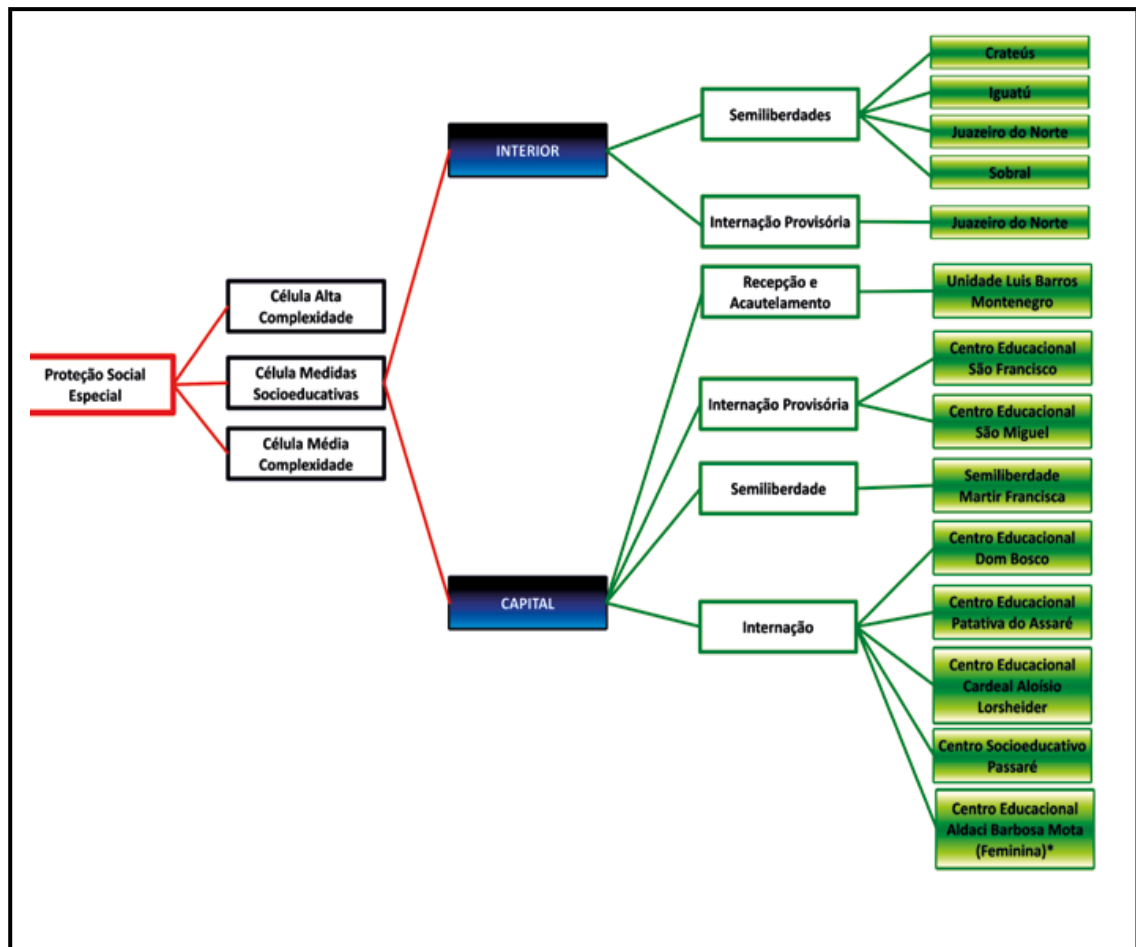 Proteção Social
Especial
Célula Alta
Complexidade
Célula Medidas
Socioeducativas
Célula Média
Complexidade
INTERIOR
CAPITAL
Semiliberdades
Internação Provisória
Recepção e
Acautelamento
Internação Provisória
Semiliberdade
Internação
Crateús
Iguatú
Juazeiro do Norte
Sobral
Juazeiro do Norte
Unidade Luis Barros
Montenegro
Centro Educacional
São Francisco
Centro Educacional
São Miguel
Semiliberdade
Martir Francisca
Centro Educacional
Dom Bosco
Centro Educacional
Patativa do Assaré
Centro Educacional
Cardeal Aloísio
Lorsheider
Centro Socioeducativo
Passaré
Centro Educacional
Aldaci Barbosa Mota
(Feminina)*